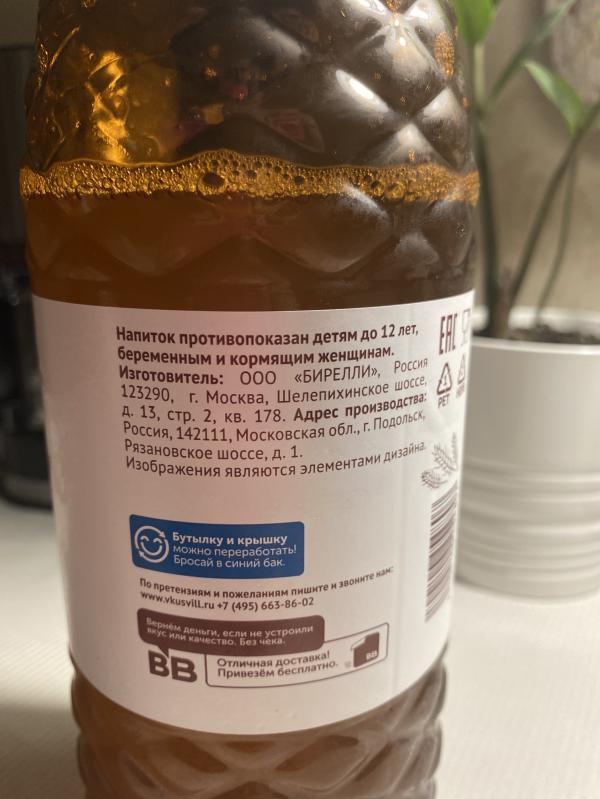 Напиток противопоказан детям до 12 лет,
беременным и кормящим женщинам.
Изготовитель: ООО «БИРЕЛЛИ», Россия
123290, г. Москва, Шелепихинское шоссе,
д. 13, стр. 2, кв. 178. Адрес производства:
Россия, 142111, Московская обл., г. Подольск,
Рязановское шоссе, д. 1.
Изображения являются элементами дизайна.
EAC
1
PET
Бутылку и крышку
можно переработать!
Бросай в синий бак.
По претензиям и пожеланиям пишите и звоните нам:
www.vkusvill.ru +7 (495) 663-86-02
Вернём деньги, если не устроили
вкус или качество. Без чека.
ВВ
Отличная доставка!
Привезём бесплатно.
ВВ